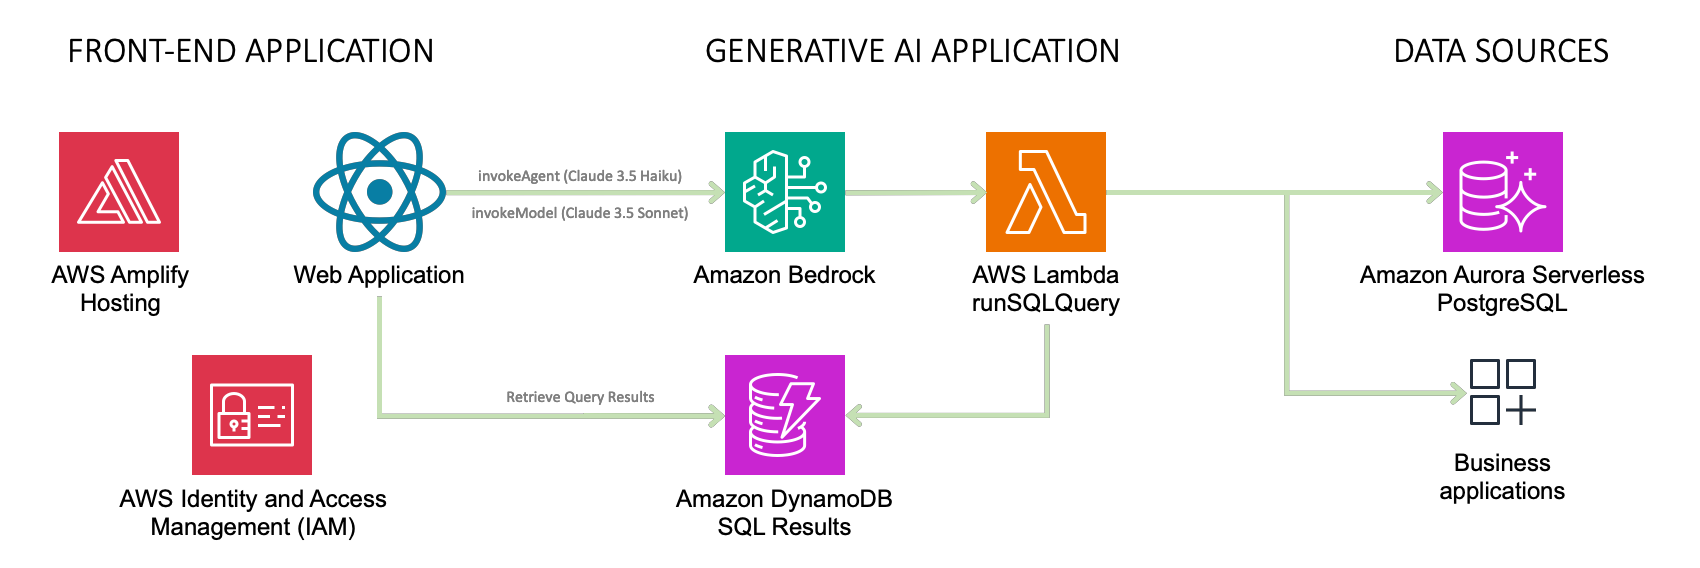 FRONT-END APPLICATION
GENERATIVE AI APPLICATION
DATA SOURCES
invokeAgent (Claude 3.5 Haiku)
invokeModel (Claude 3.5 Sonnet)
AWS Amplify
Hosting
Web Application
Amazon Bedrock
AWS Lambda
runSQLQuery
Amazon Aurora Serverless
PostgreSQL
Retrieve Query Results
AWS Identity and Access
Management (IAM)
Amazon DynamoDB
SQL Results
Business
applications